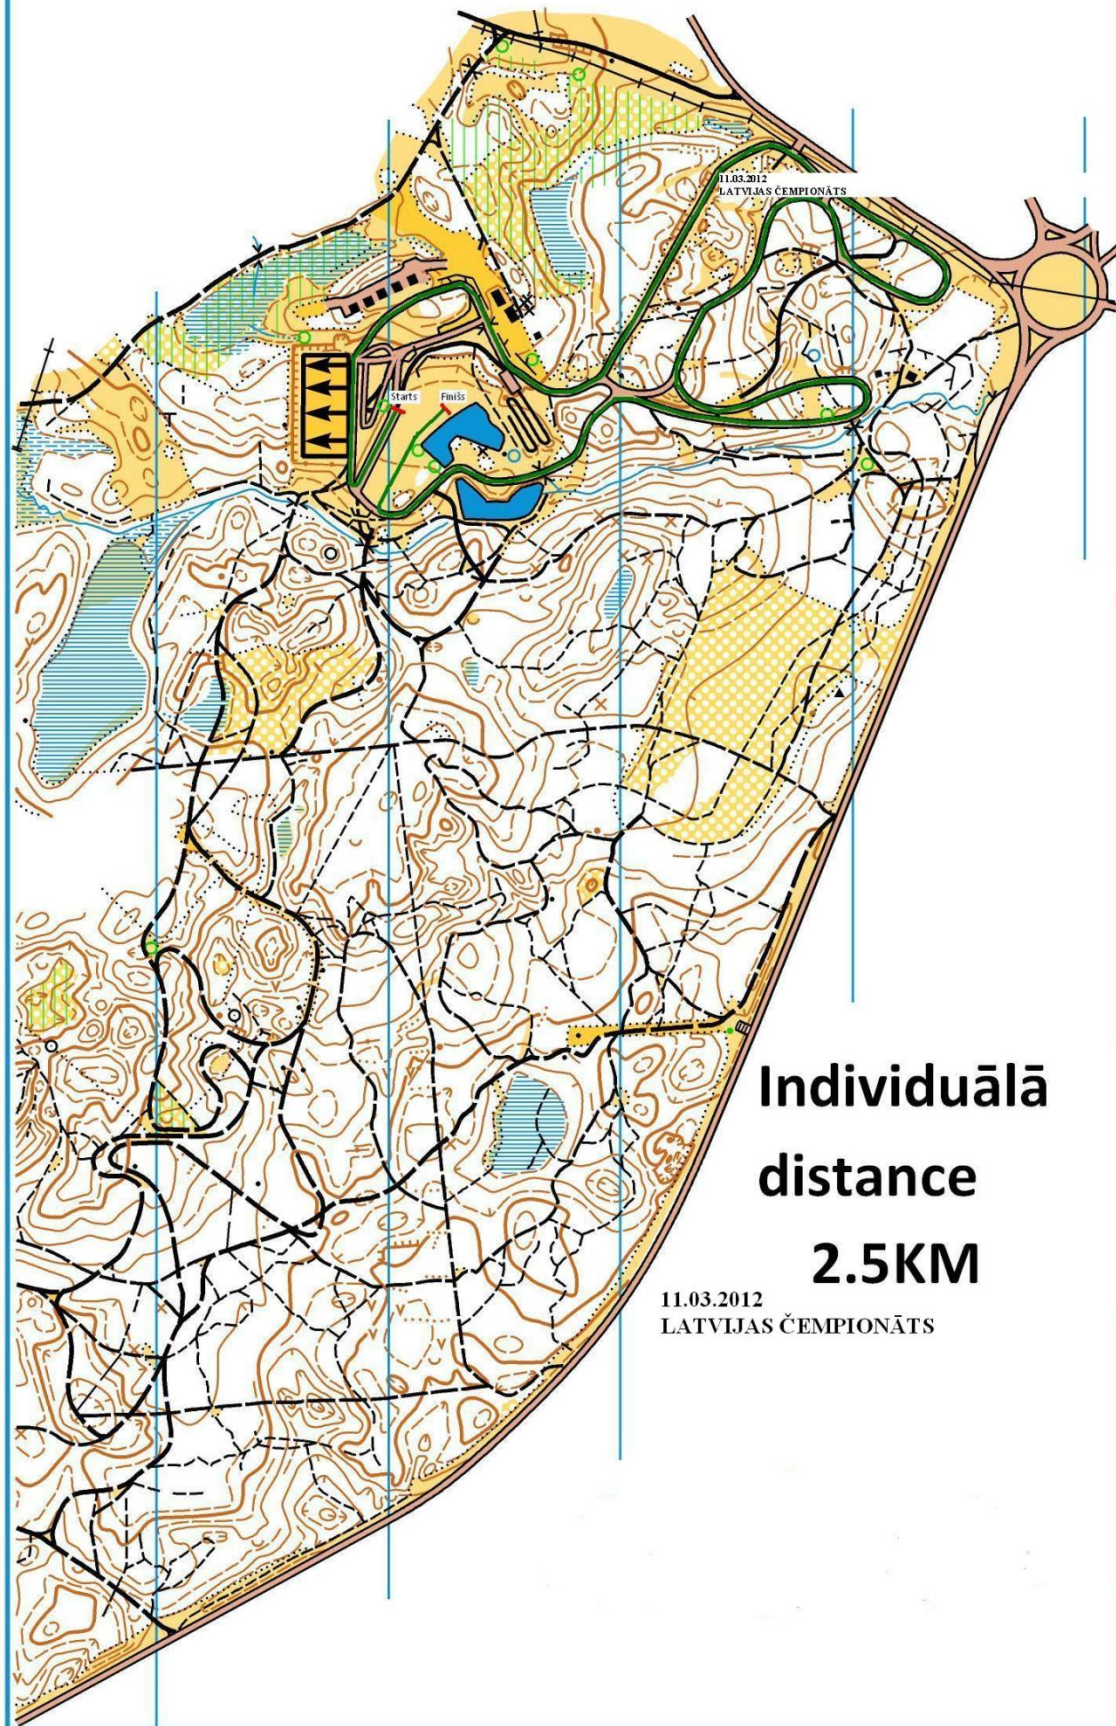 11.03.2012
LATVIJAS ČEMPIONĀTS
Starts
Finišs
Individuālā
distance
2.5KM
11.03.2012
LATVIJAS ČEMPIONĀTS